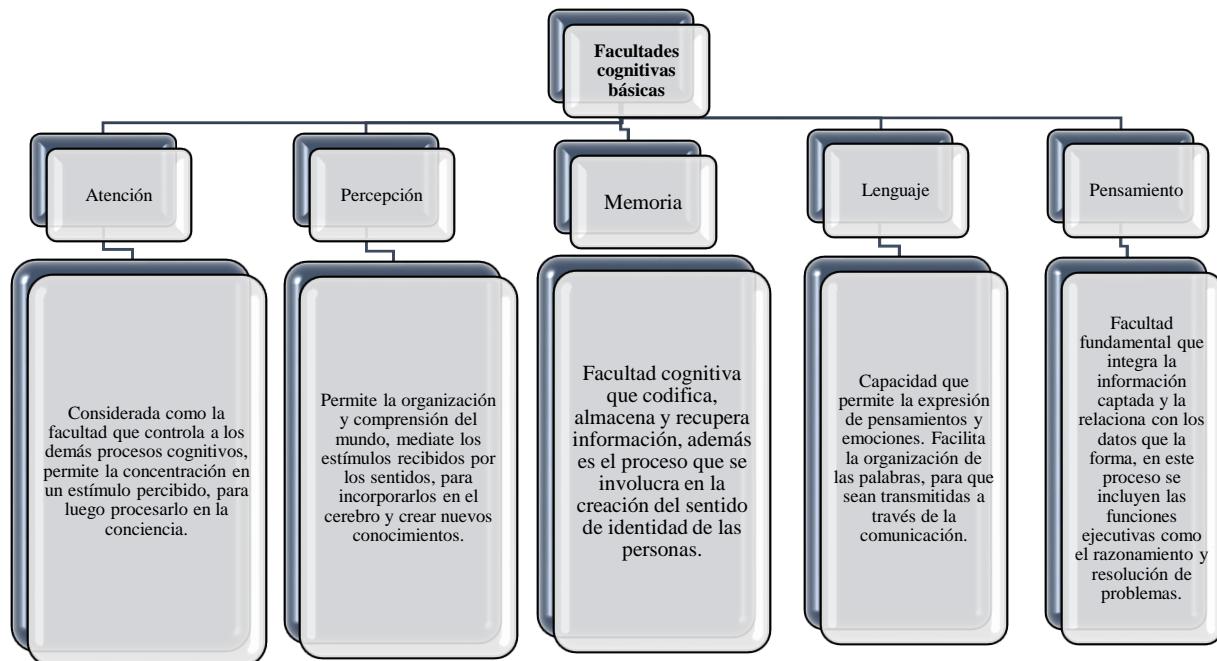 Facultades
cognitivas
básicas
Atención
Percepción
Memoria
Lenguaje
Pensamiento
Considerada como la
facultad que controla a los
demás procesos cognitivos,
permite la concentración en
un estímulo percibido, para
luego procesarlo en la
conciencia.
Permite la organización
y comprensión del
mundo, mediate los
estímulos recibidos por
los sentidos, para
incorporarlos en el
cerebro y crear nuevos
conocimientos.
Facultad cognitiva
que codifica,
almacena y recupera
información, además
es el proceso que se
involucra en la
creación del sentido
de identidad de las
personas.
Capacidad que
permite la expresión
de pensamientos y
emociones. Facilita
la organización de
las palabras, para que
sean transmitidas a
través de la
comunicación.
Facultad
fundamental que
integra la
información
captada y la
relaciona con los
datos que la
forma, en este
proceso se
incluyen las
funciones
ejecutivas como
el razonamiento y
resolución de
problemas.